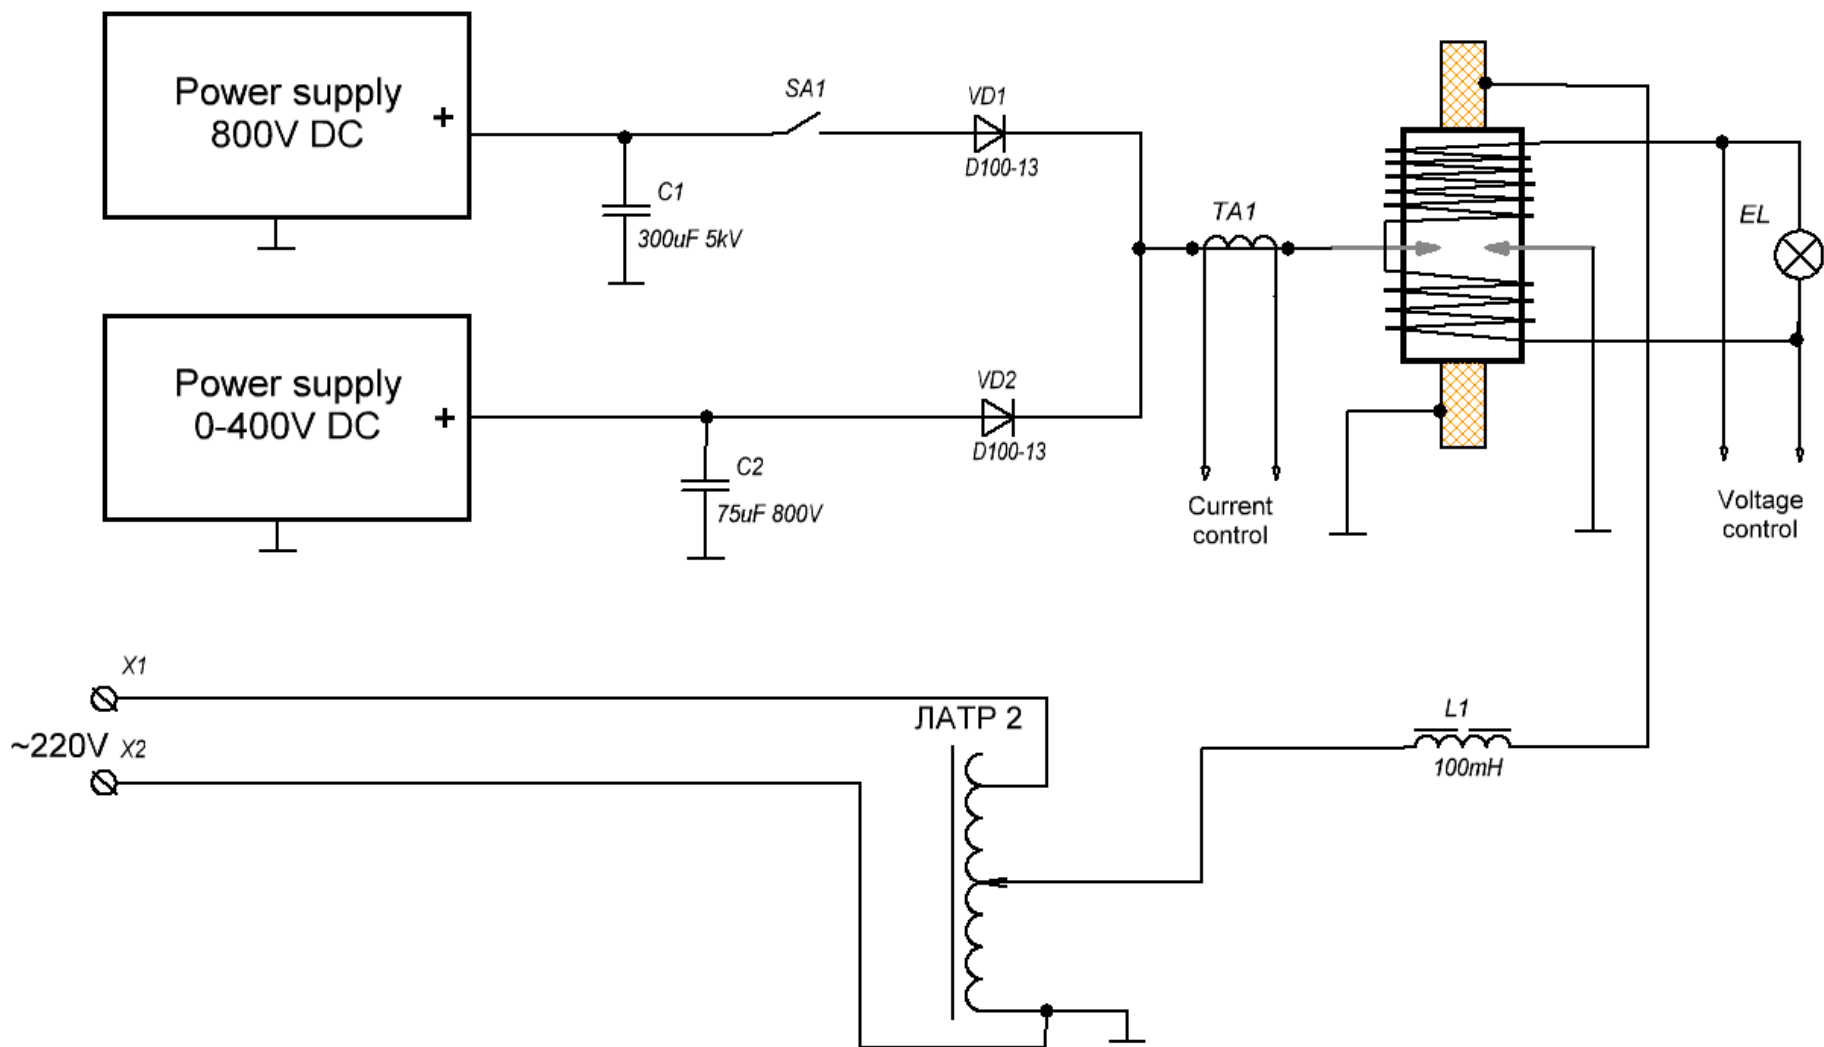 Power supply
800V DC
+
SA1
VD1
D100-13
C1
300uF 5kV
TA1
EL
Power supply
0-400V DC
+
VD2
D100-13
C2
75uF 800V
Current
control
Voltage
control
X1
~220V
X2
ЛАТР 2
L1
100mH